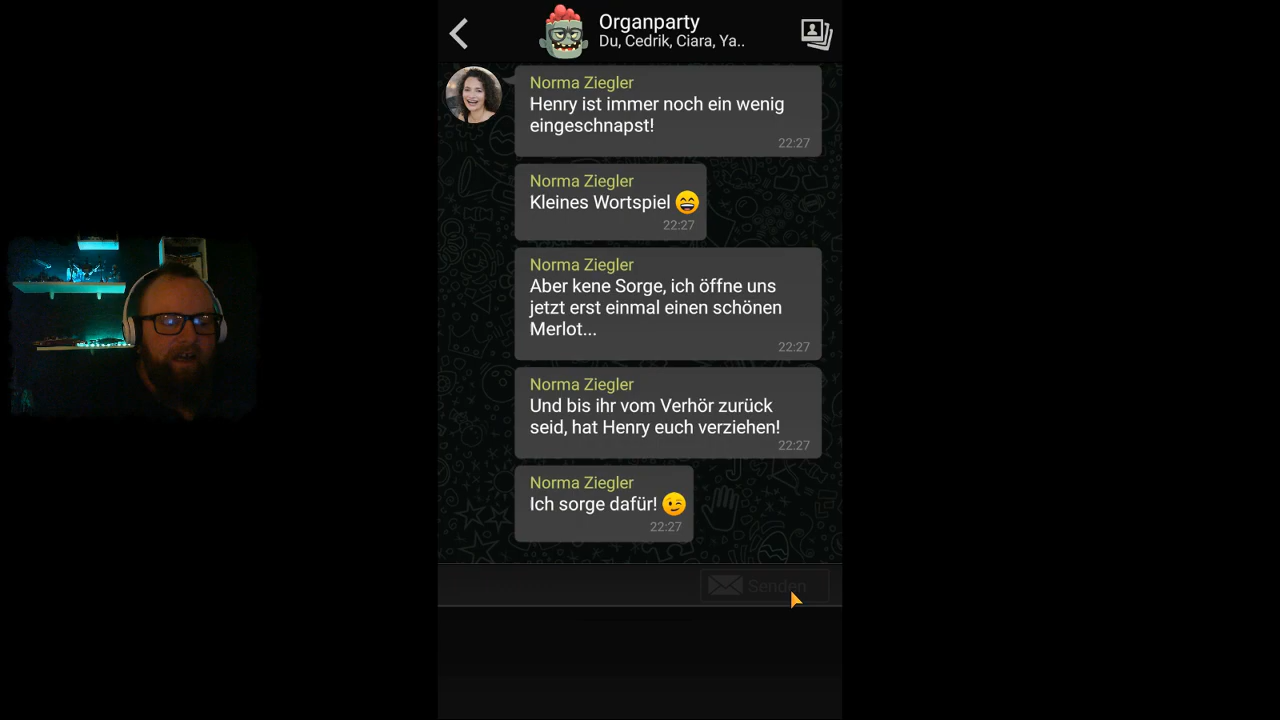 Organparty
Du, Cedrik, Ciara, Ya..
Norma Ziegler
Henry ist immer noch ein wenig
eingeschnapst!
22:27
Norma Ziegler
Kleines Wortspiel 😄
22:27
Norma Ziegler
Aber kene Sorge, ich öffne uns
jetzt erst einmal einen schönen
Merlot...
22:27
Norma Ziegler
Und bis ihr vom Verhör zurück
seid, hat Henry euch verziehen!
22:27
Norma Ziegler
Ich sorge dafür! 😉
22:27
Senden